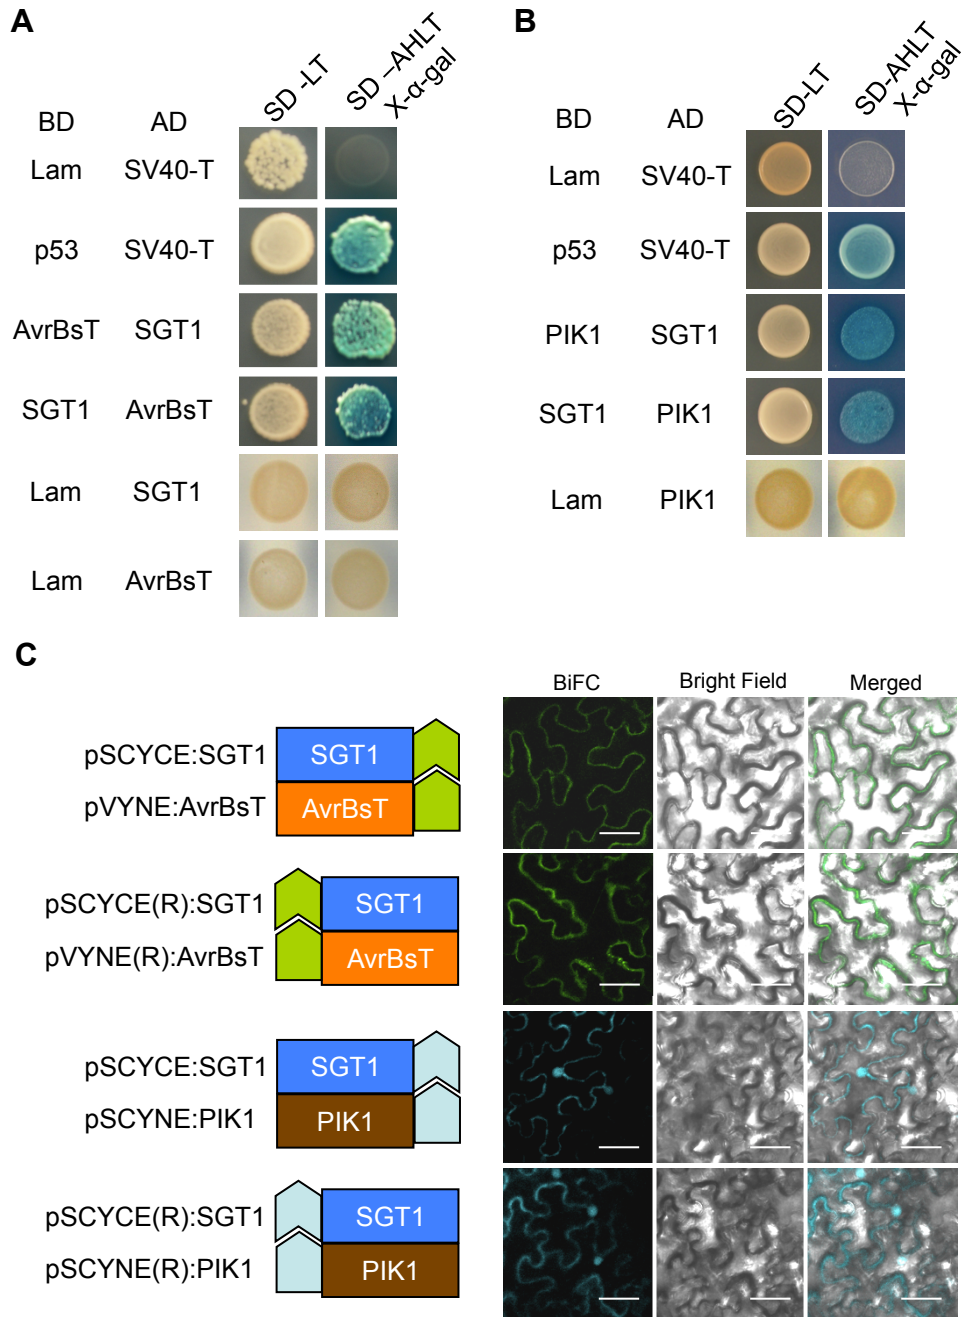 A
SD -LT
SD –AHLT
X-α-gal
BD AD
Lam SV40-T
p53 SV40-T
AvrBsT SGT1
SGT1 AvrBsT
Lam SGT1
Lam AvrBsT
B
SD-LT
SD-AHLT
X-α-gal
BD AD
Lam SV40-T
p53 SV40-T
PIK1 SGT1
SGT1 PIK1
Lam PIK1
C
BiFC Bright Field Merged
pSCYCE:SGT1 SGT1
pVYNE:AvrBsT AvrBsT
pSCYCE(R):SGT1 SGT1
pVYNE(R):AvrBsT AvrBsT
pSCYCE:SGT1 SGT1
pSCYNE:PIK1 PIK1
pSCYCE(R):SGT1 SGT1
pSCYNE(R):PIK1 PIK1